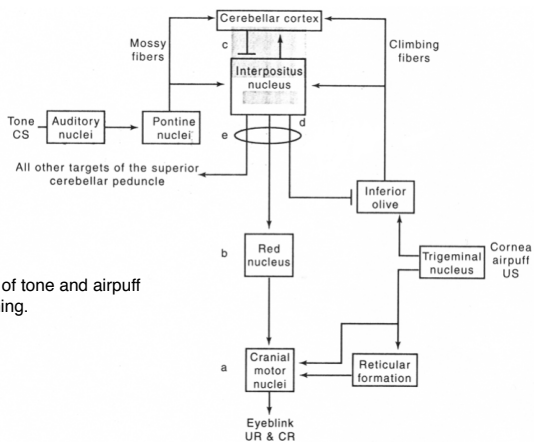 Cerebellar cortex
Mossy
fibers
c
Climbing
fibers
Interpositus
nucleus
Tone
CS
Auditory
nuclei
Pontine
nuclei
d
e
All other targets of the superior
cerebellar peduncle
Inferior
olive
b
Red
nucleus
Trigeminal
nucleus
Cornea
airpuff
US
of tone and airpuff
ing.
a
Cranial
motor
nuclei
Reticular
formation
Eyeblink
UR & CR